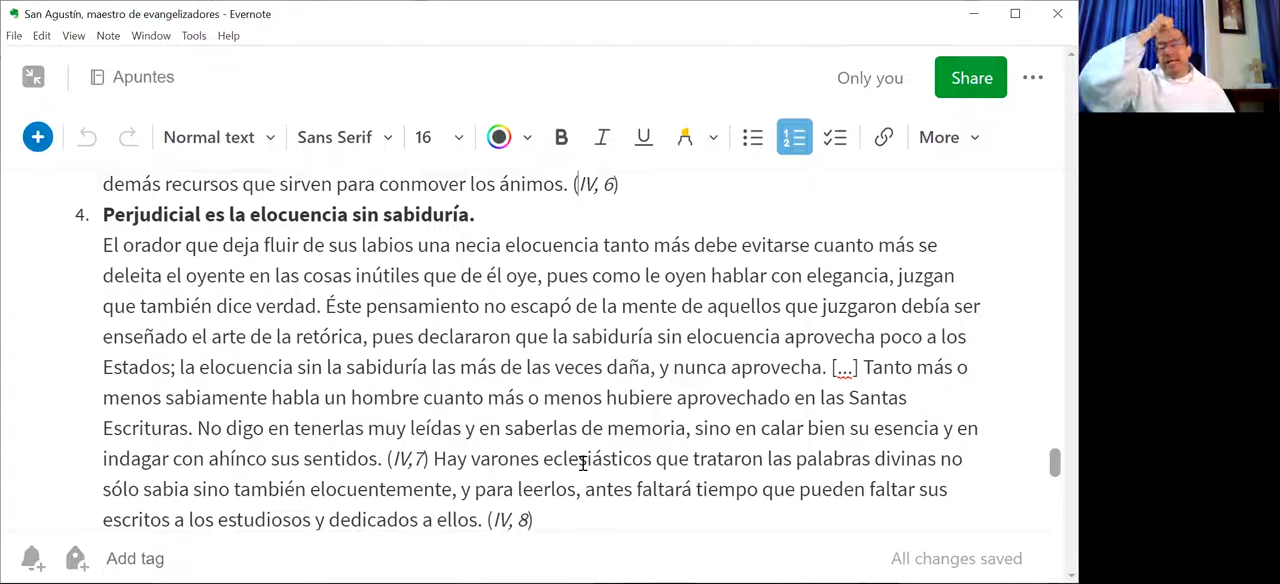 San Agustín, maestro de evangelizadores - Evernote
File Edit View Note Window Tools Help
Apuntes
Only you
Share
Normal text
Sans Serif
16
B I U
More
demás recursos que sirven para conmover los ánimos. (IV, 6)
4. Perjudicial es la elocuencia sin sabiduría.
El orador que deja fluir de sus labios una necia elocuencia tanto más debe evitarse cuanto más se
deleita el oyente en las cosas inútiles que de él oye, pues como le oyen hablar con elegancia, juzgan
que también dice verdad. Éste pensamiento no escapó de la mente de aquellos que juzgaron debía ser
enseñado el arte de la retórica, pues declararon que la sabiduría sin elocuencia aprovecha poco a los
Estados; la elocuencia sin la sabiduría las más de las veces daña, y nunca aprovecha. [...] Tanto más o
menos sabiamente habla un hombre cuanto más o menos hubiere aprovechado en las Santas
Escrituras. No digo en tenerlas muy leídas y en saberlas de memoria, sino en calar bien su esencia y en
indagar con ahínco sus sentidos. (IV,7) Hay varones eclesiásticos que trataron las palabras divinas no
sólo sabia sino también elocuentemente, y para leerlos, antes faltará tiempo que pueden faltar sus
escritos a los estudiosos y dedicados a ellos. (IV, 8)
Add tag
All changes saved